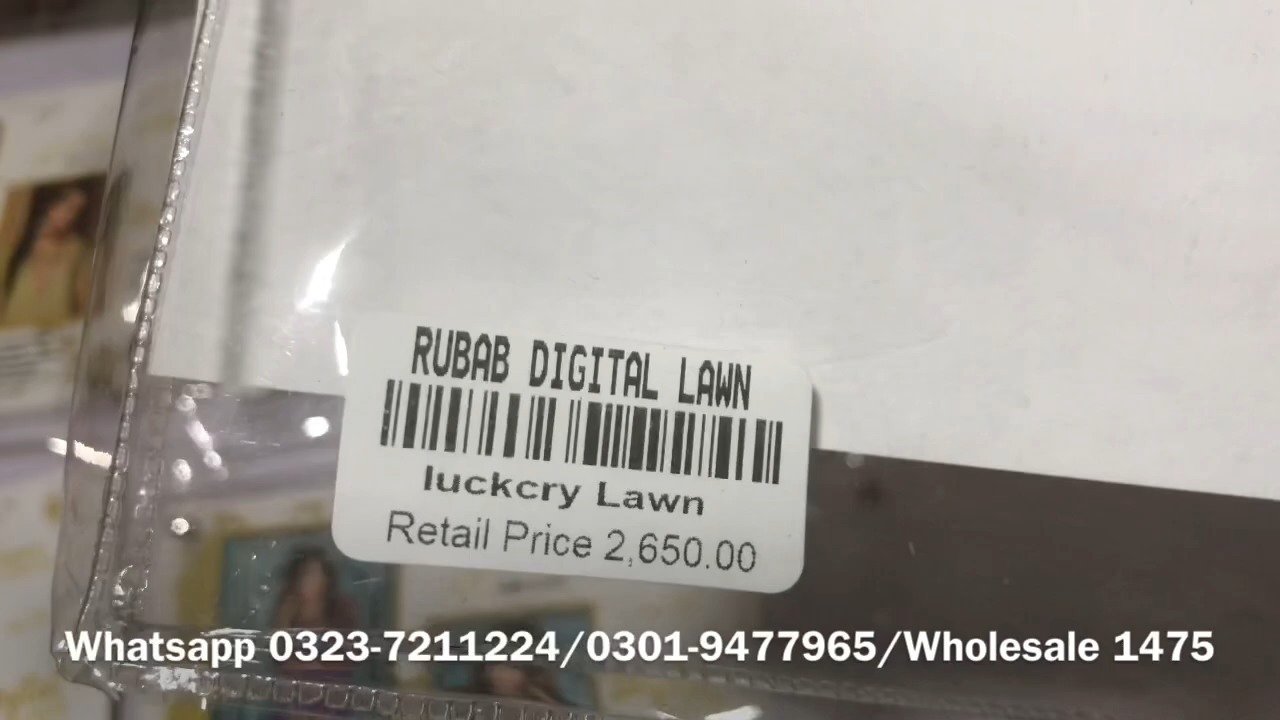 RUBAB DIGITAL LAWN
luckcry Lawn
Retail Price 2,650.00
Whatsapp 0323-7211224/0301-9477965/Wholesale 1475